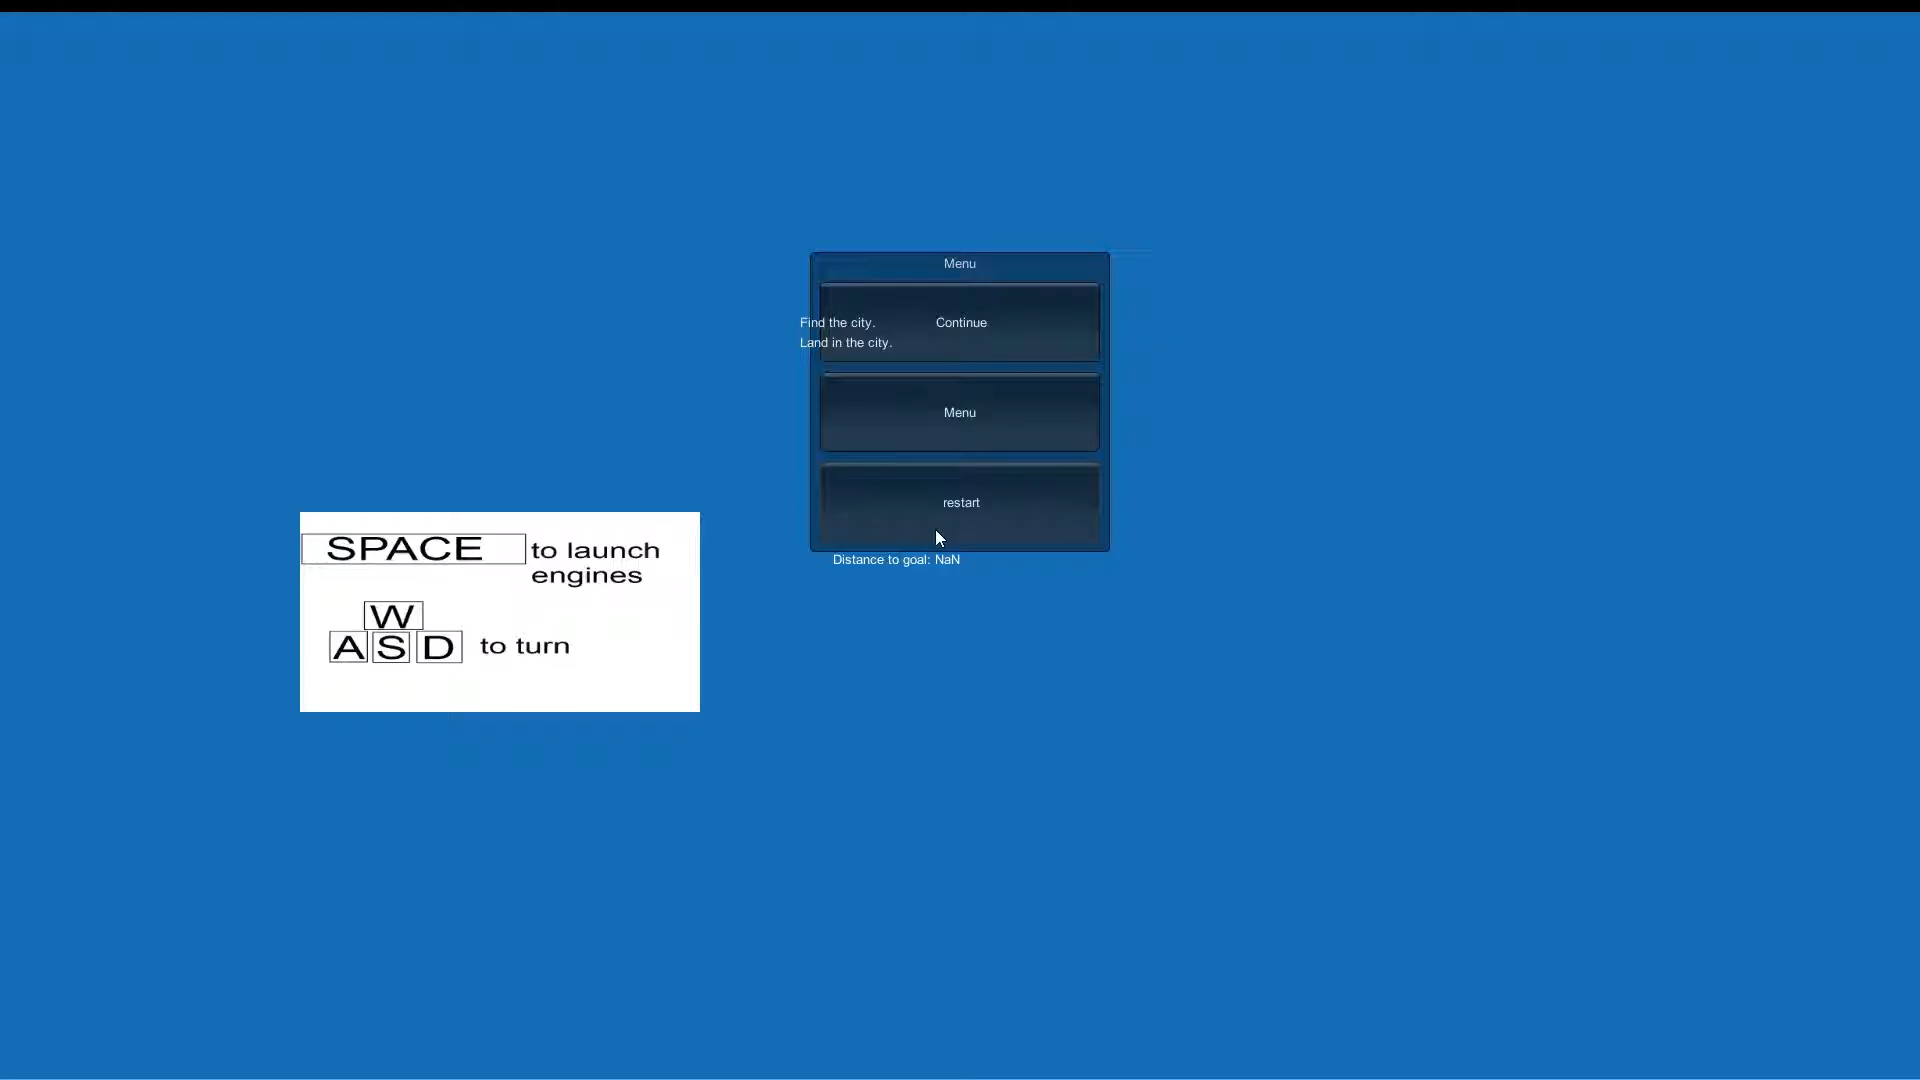 Menu
Find the city.
Continue
Land in the city.
Menu
restart
Distance to goal: NaN
SPACE to launch
engines
W
A S D to turn